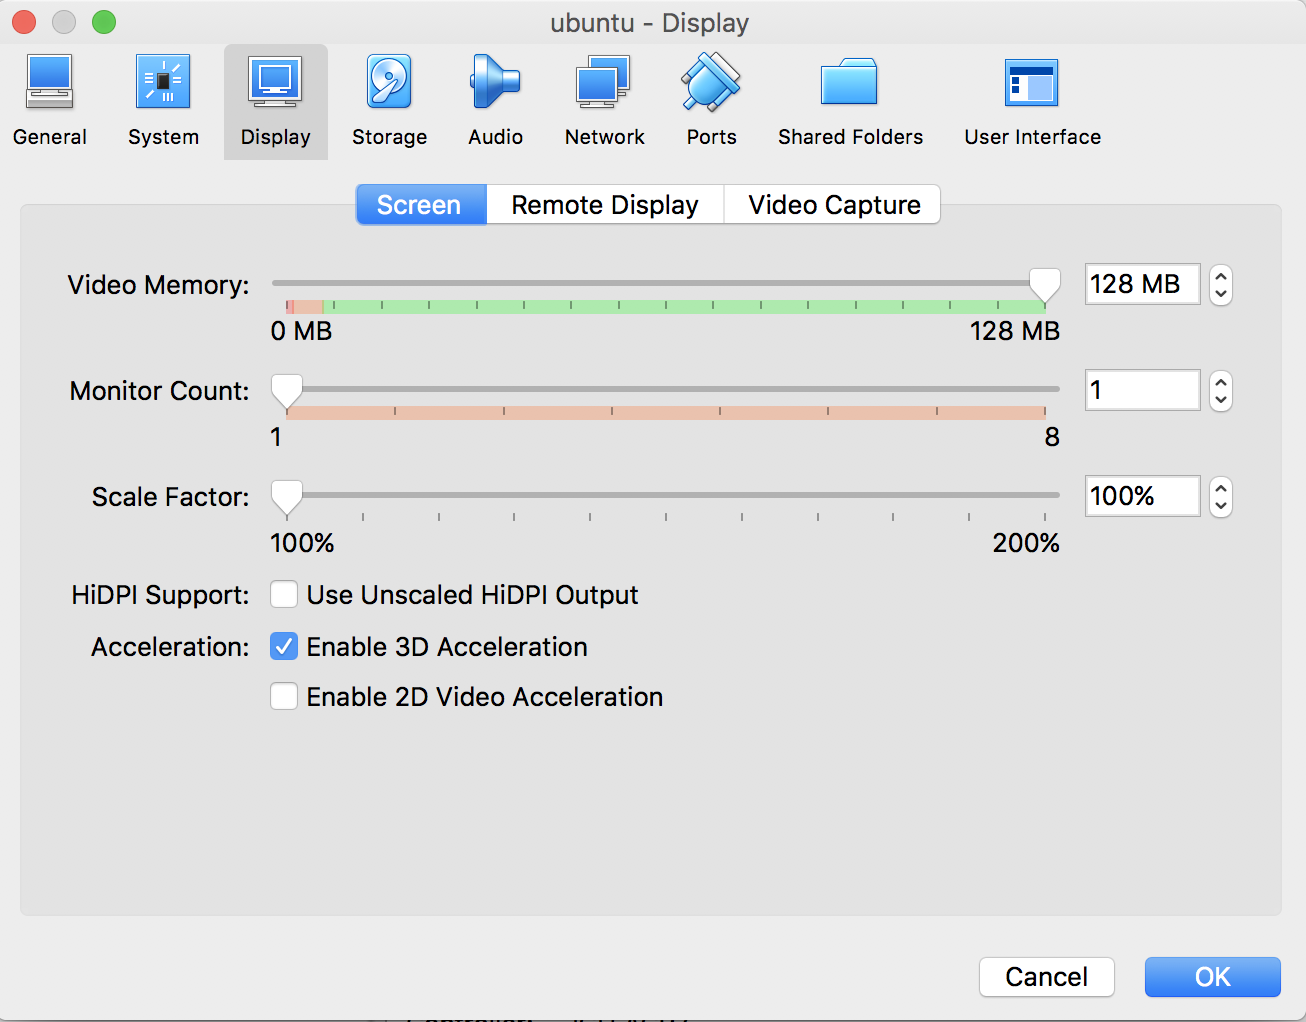 ubuntu - Display
General System Display Storage Audio Network Ports Shared Folders User Interface
Screen Remote Display Video Capture
Video Memory: 128 MB
0 MB 128 MB
Monitor Count: 1
1 8
Scale Factor: 100%
100% 200%
HiDPI Support: Use Unscaled HiDPI Output
Acceleration: Enable 3D Acceleration
Enable 2D Video Acceleration
Cancel OK